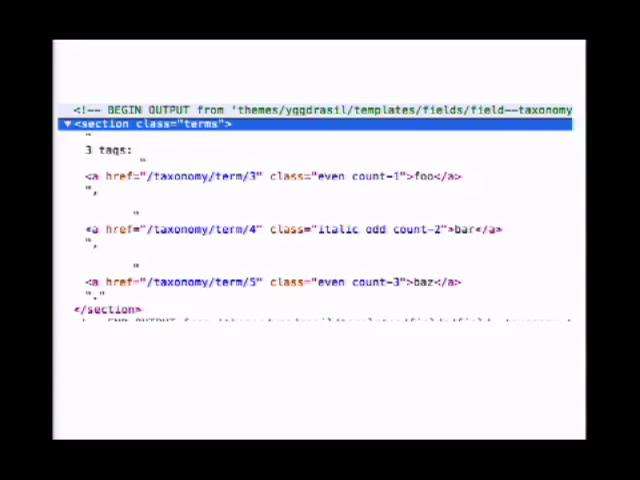 <!-- BEGIN OUTPUT from 'themes/yggdrasil/templates/fields/field--taxonomy
▼<section class="terms">
"
3 tags:
"
<a href="/taxonomy/term/3" class="even count-1">foo</a>
",
"
<a href="/taxonomy/term/4" class="italic odd count-2">bar</a>
",
"
<a href="/taxonomy/term/5" class="even count-3">baz</a>
"."
</section>